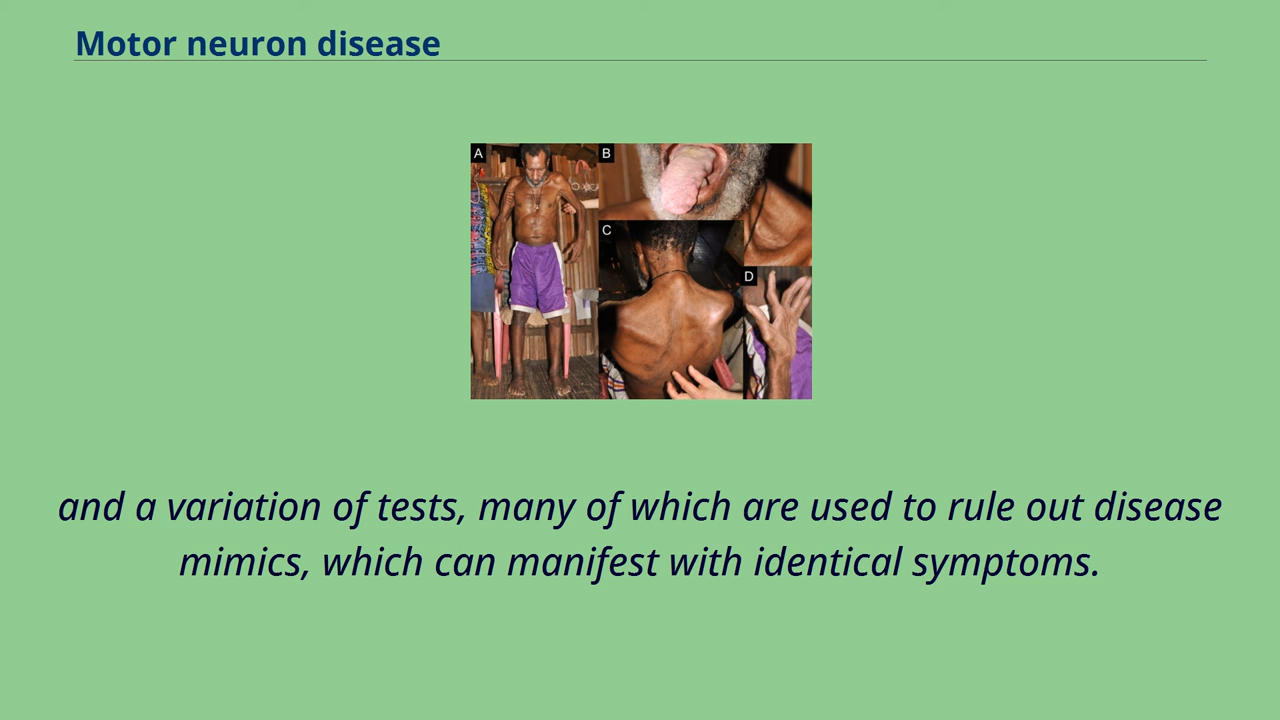 Motor neuron disease
A
B
C
D
and a variation of tests, many of which are used to rule out disease
mimics, which can manifest with identical symptoms.